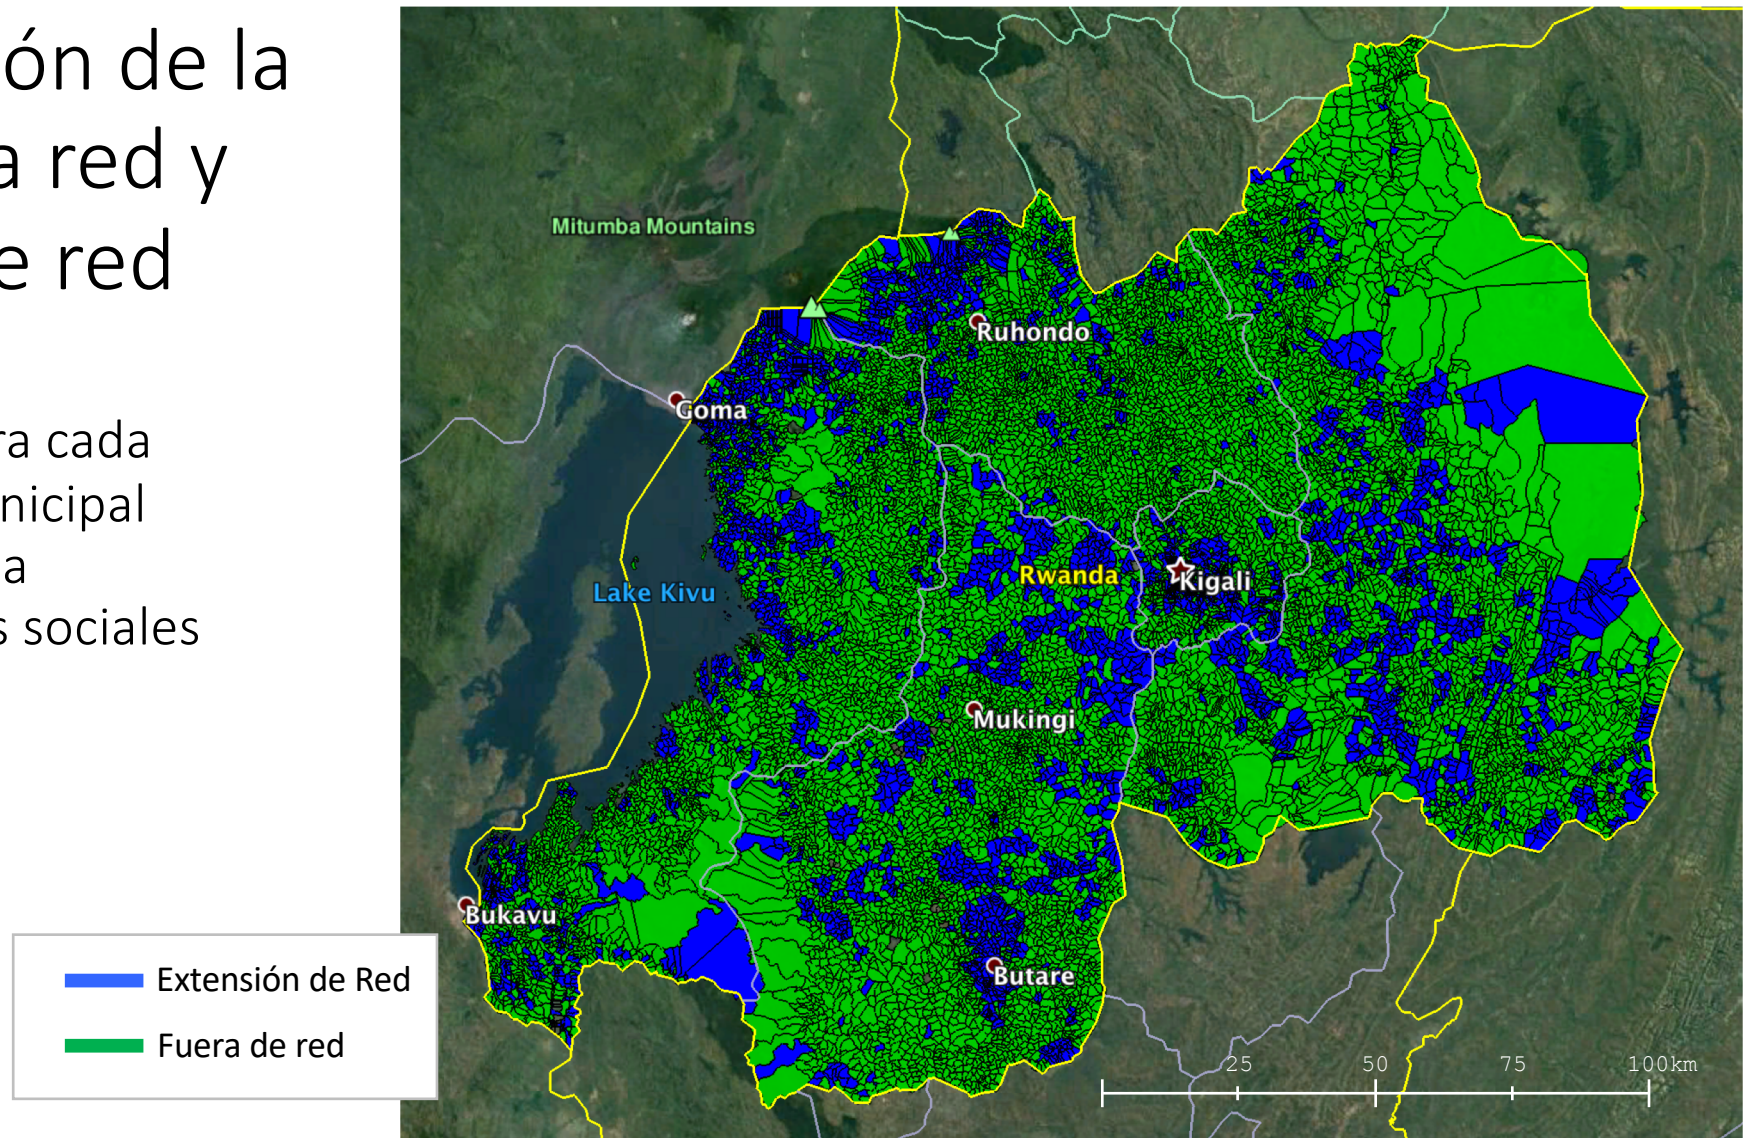 ón de la
a red y
e red
ra cada
nicipal
a
s sociales
Mitumba Mountains
Ruhondo
Goma
Lake Kivu
Rwanda
Kigali
Mukingi
Bukavu
Butare
Extensión de Red
Fuera de red
25 50 75 100km